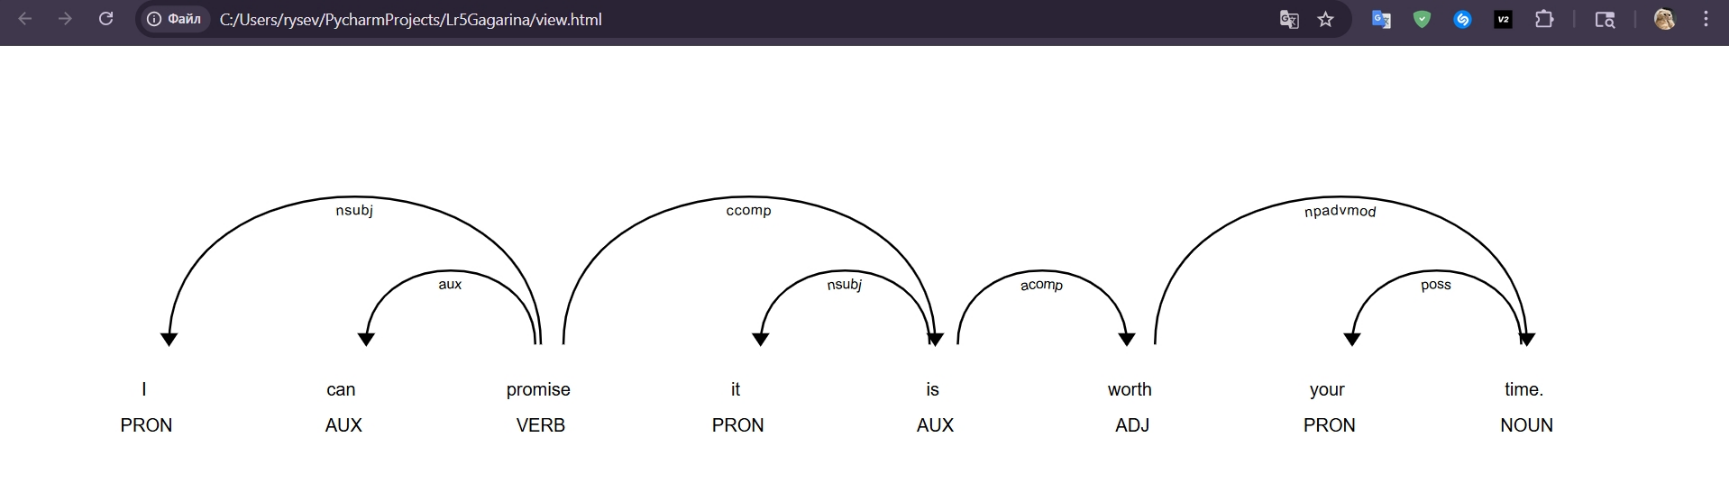 Файл C:/Users/rysev/PycharmProjects/Lr5Gagarina/view.html V2
nsubj ccomp npadvmod
aux nsubj acomp poss
I can promise it is worth your time.
PRON AUX VERB PRON AUX ADJ PRON NOUN